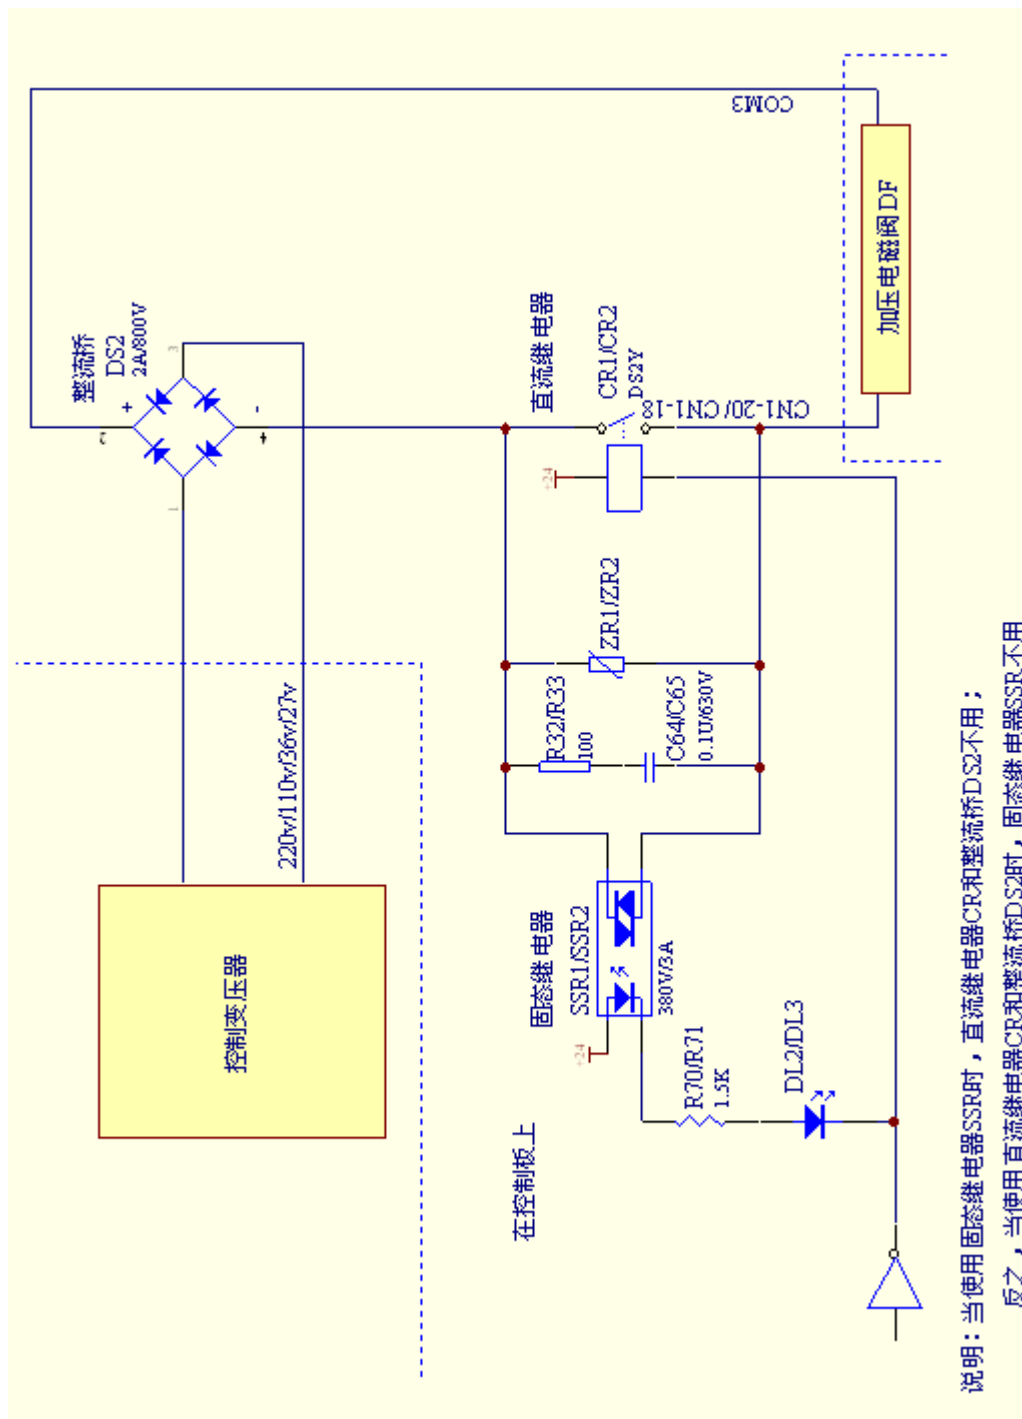 控制变压器
220v/110v/36v/27v
整流桥
DS2
2A/800V
1
2
3
4
+
-
COM3
在控制板上
固态继电器
SSR1/SSR2
380V/3A
+24
R70/R71
1.5K
DL2/DL3
R32/R33
100
C64/C65
0.1U/630V
ZR1/ZR2
+24
直流继电器
CR1/CR2
DS2Y
CN1-20/CN1-18
加压电磁阀DF
说明：当使用固态继电器SSR时，直流继电器CR和整流桥DS2不用；
反之，当使用直流继电器CR和整流桥DS2时，固态继电器SSR不用